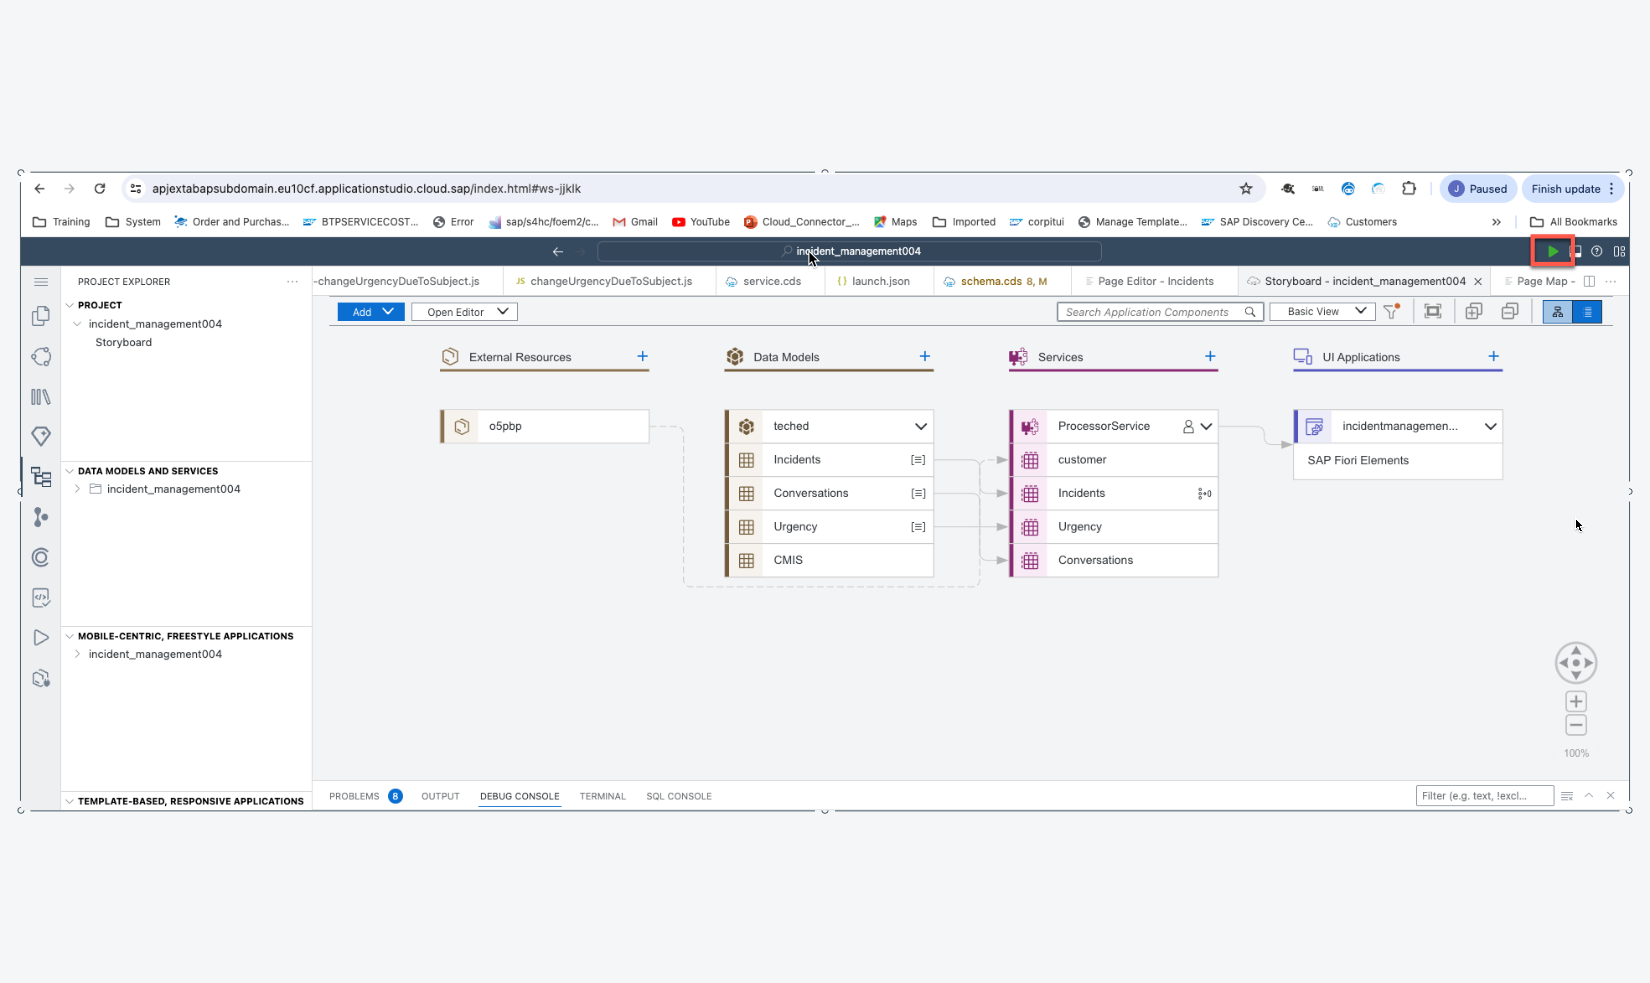 apjextabapsubdomain.eu10cf.applicationstudio.cloud.sap/index.html#ws-jjklk
J Paused
Finish update
Training
System
Order and Purchas...
BTPSERVICECOST...
Error
sap/s4hc/foem2/c...
Gmail
YouTube
Cloud_Connector_...
Maps
Imported
corpitui
Manage Template...
SAP Discovery Ce...
Customers
All Bookmarks
incident_management004
PROJECT EXPLORER
-changeUrgencyDueToSubject.js
JS changeUrgencyDueToSubject.js
service.cds
{ } launch.json
schema.cds 8, M
Page Editor - Incidents
Storyboard - incident_management004
Page Map -
PROJECT
incident_management004
Storyboard
Add
Open Editor
Search Application Components
Basic View
External Resources
Data Models
Services
UI Applications
o5pbp
teched
ProcessorService
incidentmanagemen...
Incidents
customer
SAP Fiori Elements
Conversations
Incidents
Urgency
Urgency
CMIS
Conversations
DATA MODELS AND SERVICES
incident_management004
MOBILE-CENTRIC, FREESTYLE APPLICATIONS
incident_management004
100%
TEMPLATE-BASED, RESPONSIVE APPLICATIONS
PROBLEMS 8
OUTPUT
DEBUG CONSOLE
TERMINAL
SQL CONSOLE
Filter (e.g. text, !excl...